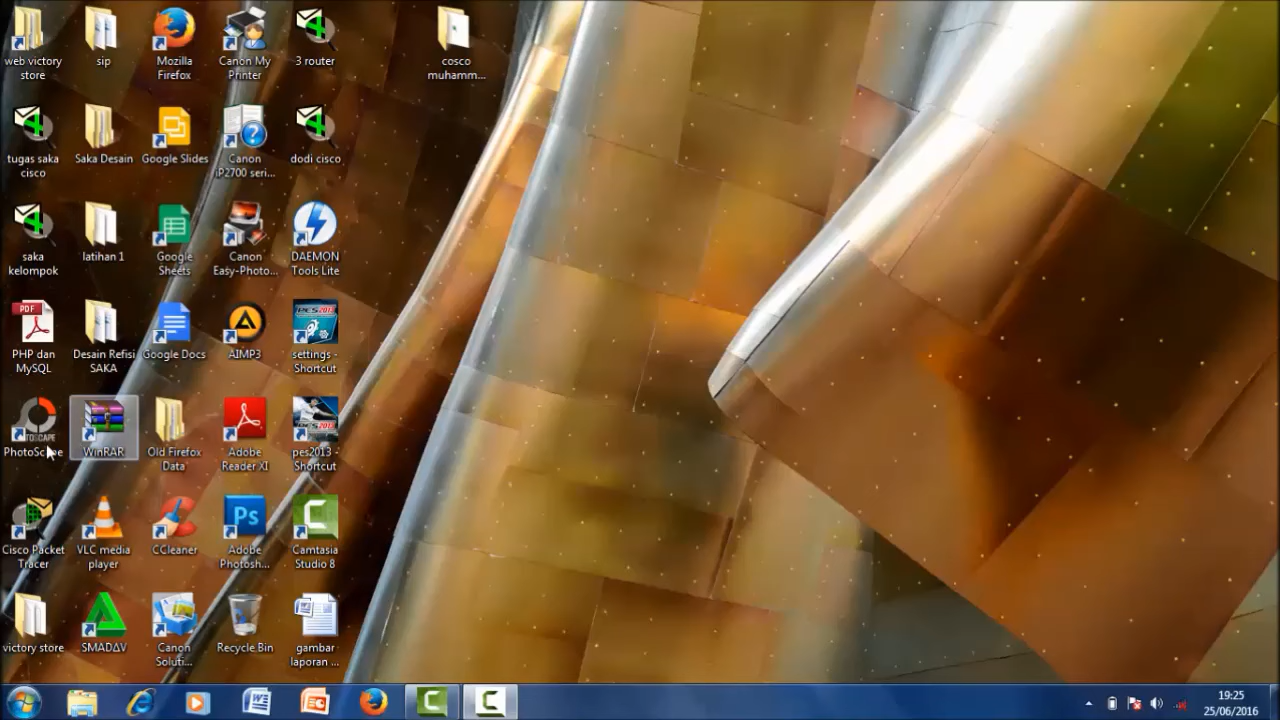 web victory
store
sip
Mozilla
Firefox
Canon My
Printer
3 router
cosco
muhamm...
tugas saka
cisco
Saka Desain
Google Slides
Canon
iP2700 seri...
dodi cisco
saka
kelompok
latihan 1
Google
Sheets
Canon
Easy-Photo...
DAEMON
Tools Lite
PDF
PHP dan
MySQL
Desain Refisi
SAKA
Google Docs
AIMP3
PES2013
settings -
Shortcut
PhotoScape
WinRAR
Old Firefox
Data
Adobe
Reader XI
pes2013 -
Shortcut
Cisco Packet
Tracer
VLC media
player
CCleaner
Ps
Adobe
Photosh...
Camtasia
Studio 8
victory store
SMADΔV
Canon
Soluti...
Recycle Bin
gambar
laporan ...
19:25
25/06/2016